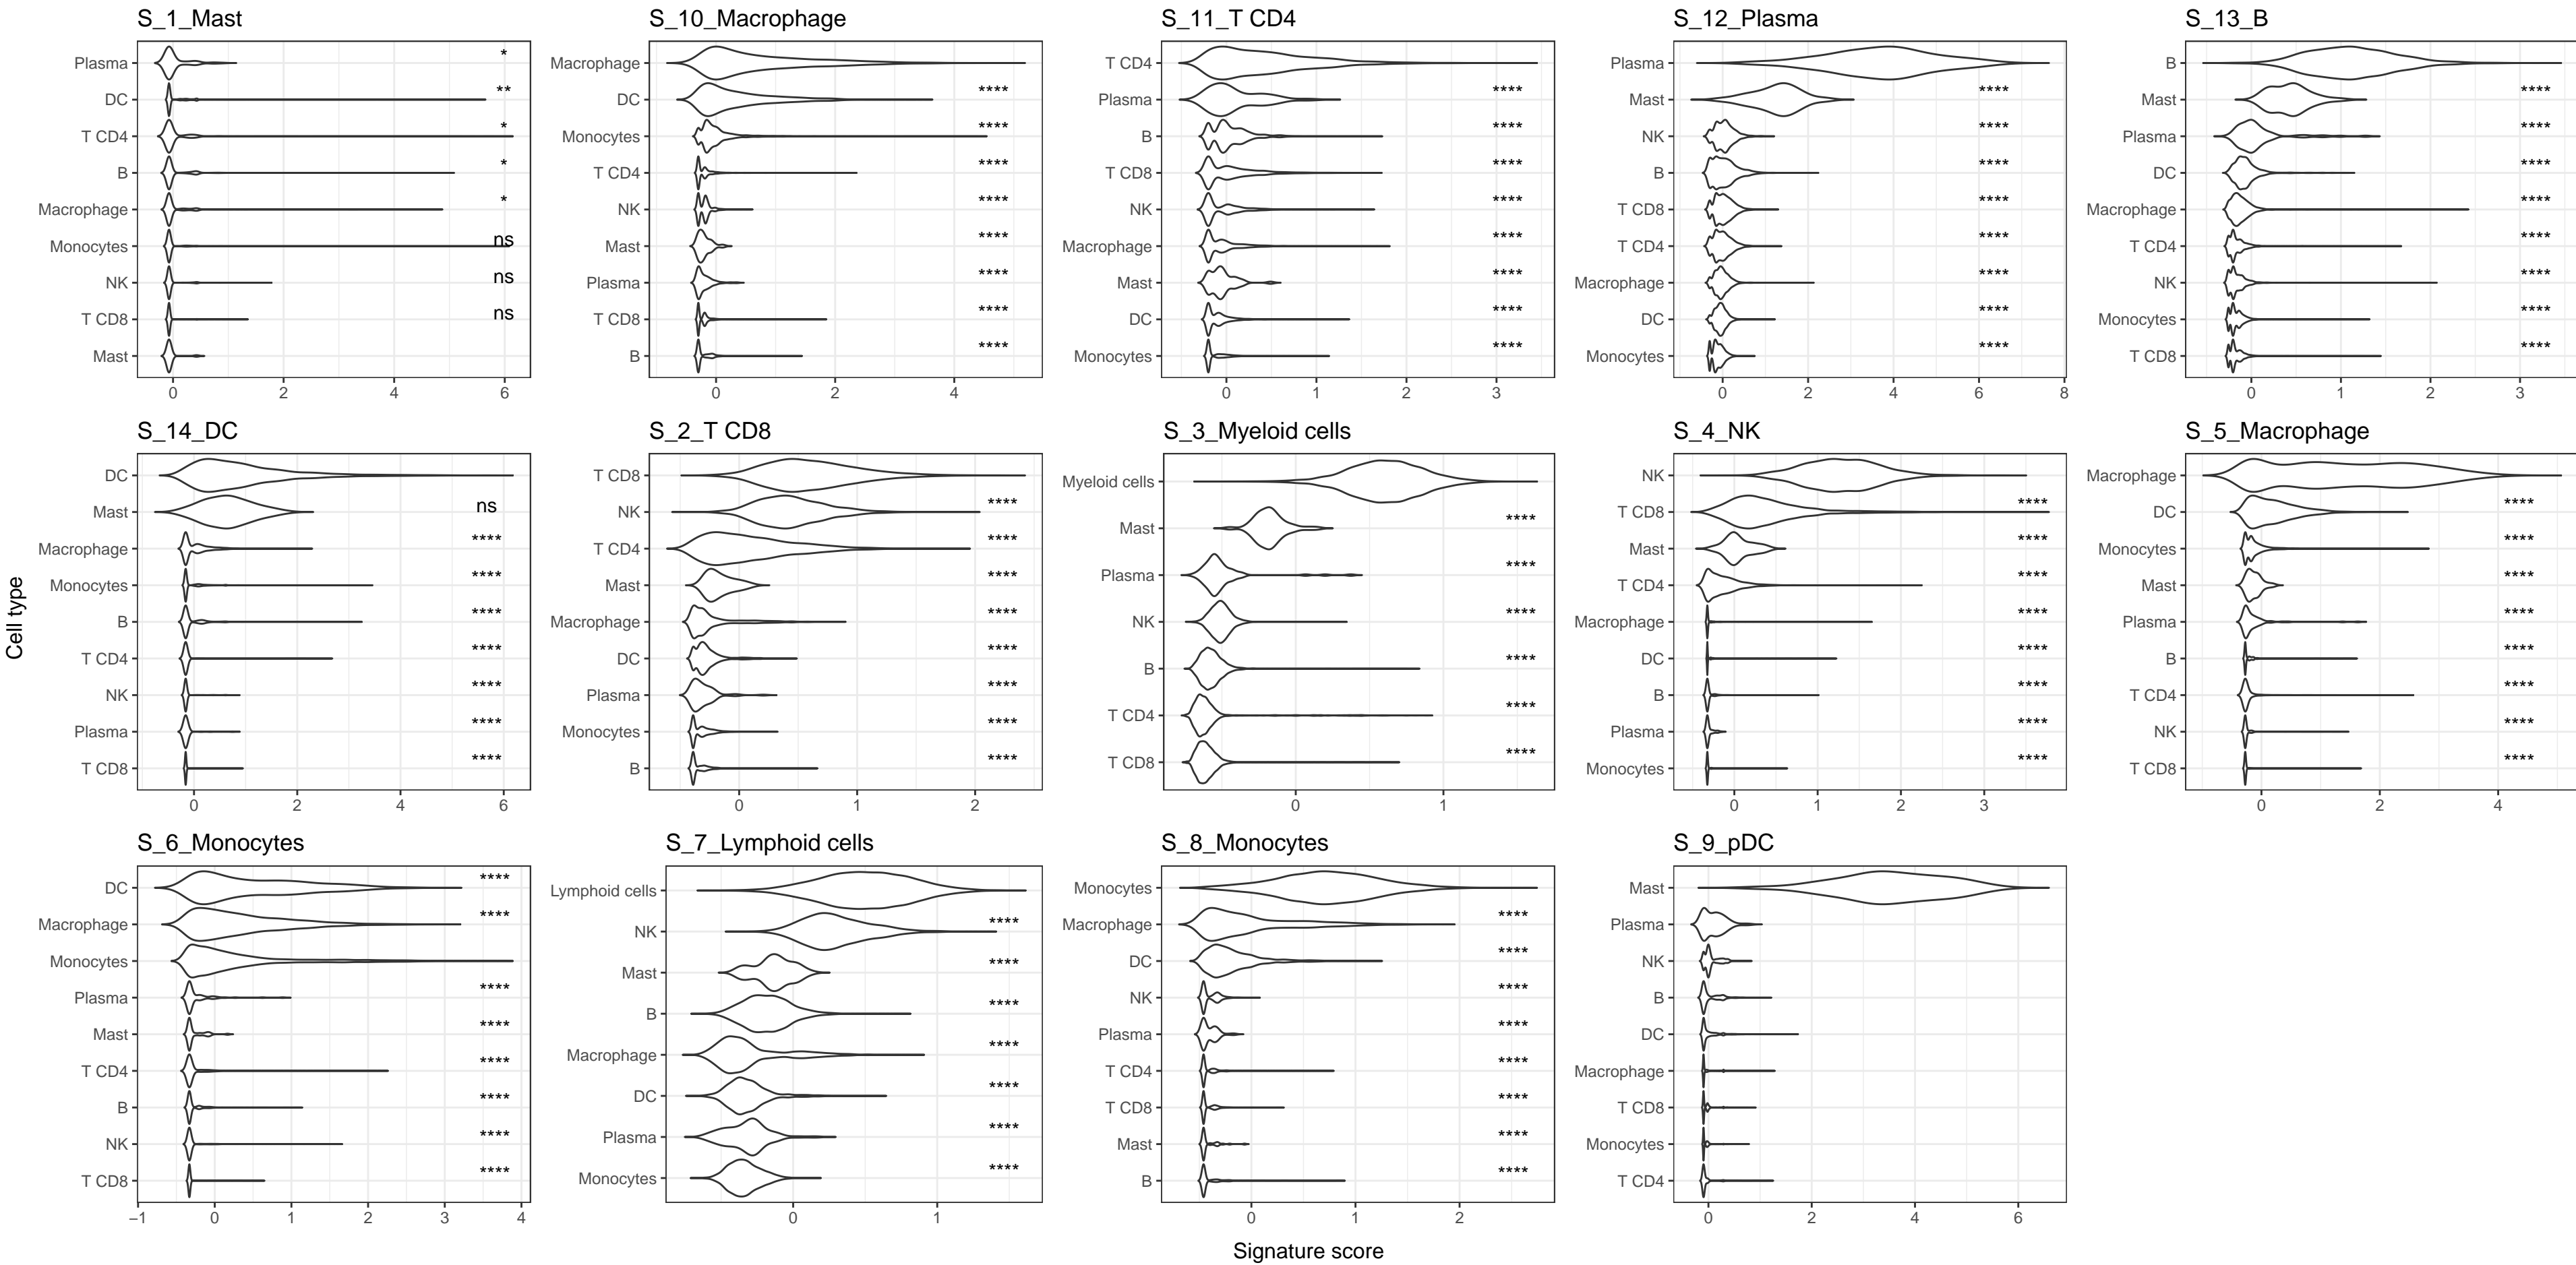 S_1_Mast
Plasma *
DC **
T CD4 *
B *
Macrophage *
Monocytes ns
NK ns
T CD8 ns
Mast
0 2 4 6
S_10_Macrophage
Macrophage
DC ****
Monocytes ****
T CD4 ****
NK ****
Mast ****
Plasma ****
T CD8 ****
B ****
0 2 4
S_11_T CD4
T CD4
Plasma ****
B ****
T CD8 ****
NK ****
Macrophage ****
Mast ****
DC ****
Monocytes ****
0 1 2 3
S_12_Plasma
Plasma
Mast ****
NK ****
B ****
T CD8 ****
T CD4 ****
Macrophage ****
DC ****
Monocytes ****
0 2 4 6 8
S_13_B
B
Mast ****
Plasma ****
DC ****
Macrophage ****
T CD4 ****
NK ****
Monocytes ****
T CD8 ****
0 1 2 3
Cell type
S_14_DC
DC
Mast ns
Macrophage ****
Monocytes ****
B ****
T CD4 ****
NK ****
Plasma ****
T CD8 ****
0 2 4 6
S_2_T CD8
T CD8
NK ****
T CD4 ****
Mast ****
Macrophage ****
DC ****
Plasma ****
Monocytes ****
B ****
0 1 2
S_3_Myeloid cells
Myeloid cells
Mast ****
Plasma ****
NK ****
B ****
T CD4 ****
T CD8 ****
0 1
S_4_NK
NK
T CD8 ****
Mast ****
T CD4 ****
Macrophage ****
DC ****
B ****
Plasma ****
Monocytes ****
0 1 2 3
S_5_Macrophage
Macrophage
DC ****
Monocytes ****
Mast ****
Plasma ****
B ****
T CD4 ****
NK ****
T CD8 ****
0 2 4
S_6_Monocytes
DC ****
Macrophage ****
Monocytes
Plasma ****
Mast ****
T CD4 ****
B ****
NK ****
T CD8 ****
−1 0 1 2 3 4
S_7_Lymphoid cells
Lymphoid cells
NK ****
Mast ****
B ****
Macrophage ****
DC ****
Plasma ****
Monocytes ****
0 1
S_8_Monocytes
Monocytes
Macrophage ****
DC ****
NK ****
Plasma ****
T CD4 ****
T CD8 ****
Mast ****
B ****
0 1 2
S_9_pDC
Mast
Plasma
NK
B
DC
Macrophage
T CD8
Monocytes
T CD4
0 2 4 6
Signature score